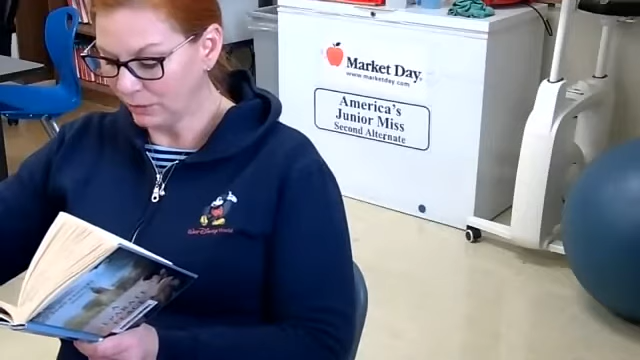 Market Day
www.marketday.com
America's
Junior Miss
Second Alternate
Walt Disney World